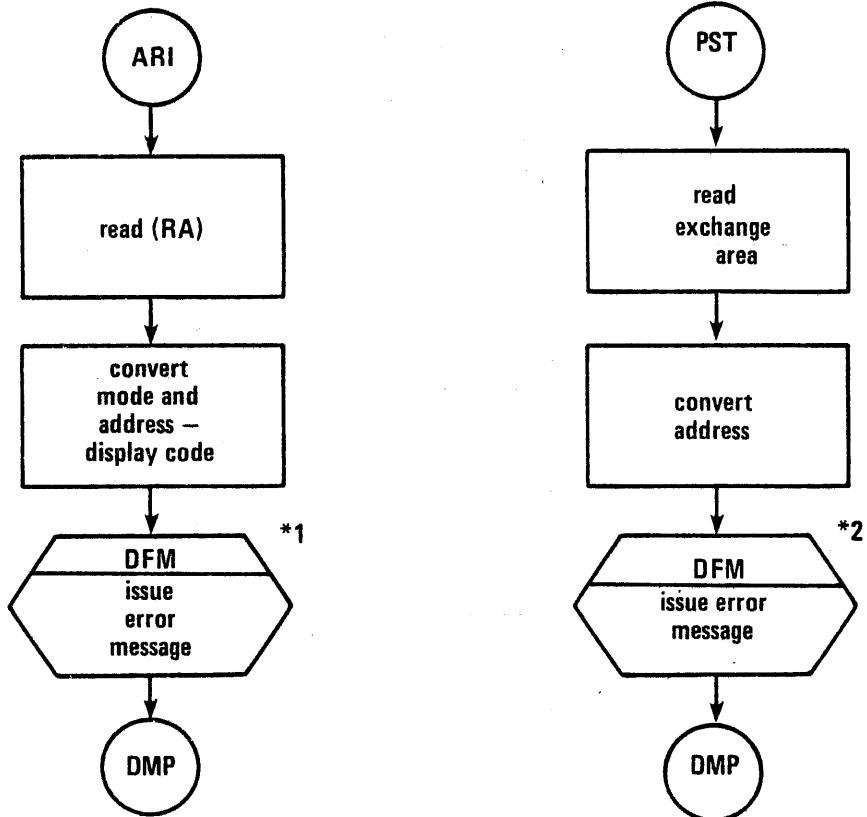 ARI
read (RA)
convert
mode and
address –
display code
*1
DFM
issue
error
message
DMP
PST
read
exchange
area
convert
address
*2
DFM
issue error
message
DMP